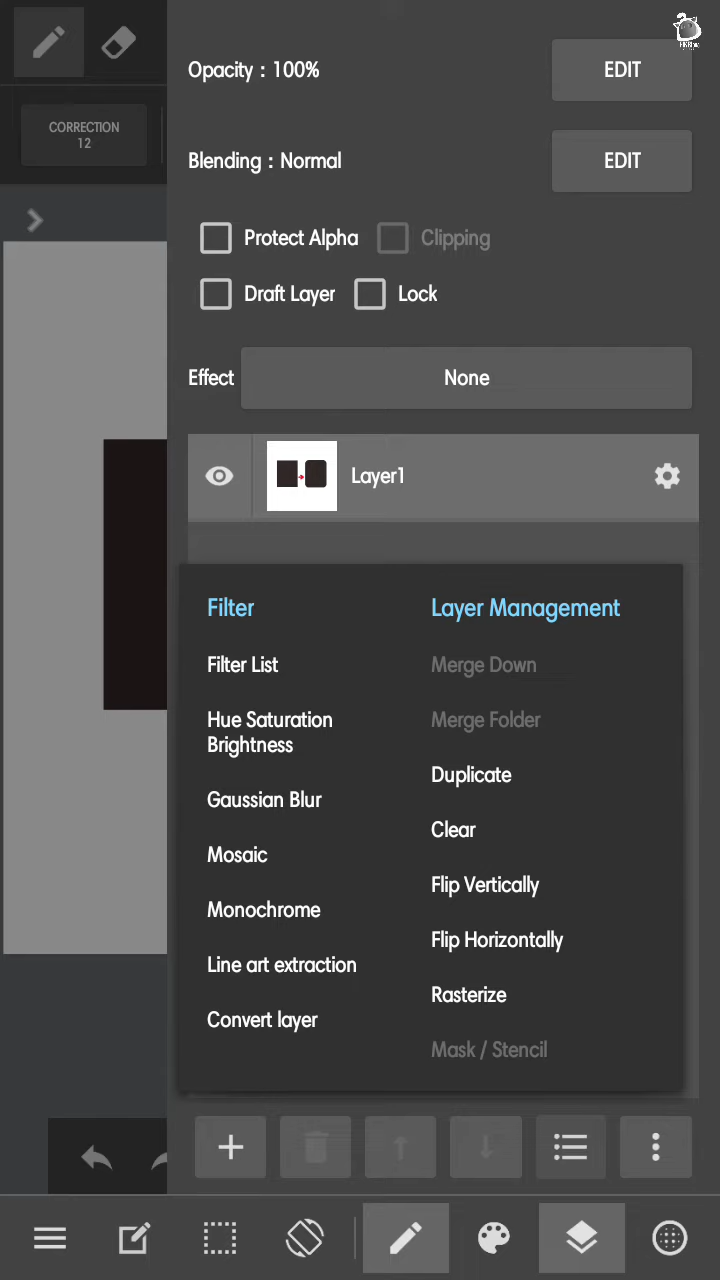 Opacity : 100%
EDIT
CORRECTION
12
Blending : Normal
EDIT
Protect Alpha
Clipping
Draft Layer
Lock
Effect
None
Layer1
Filter
Filter List
Hue Saturation
Brightness
Gaussian Blur
Mosaic
Monochrome
Line art extraction
Convert layer
Layer Management
Merge Down
Merge Folder
Duplicate
Clear
Flip Vertically
Flip Horizontally
Rasterize
Mask / Stencil